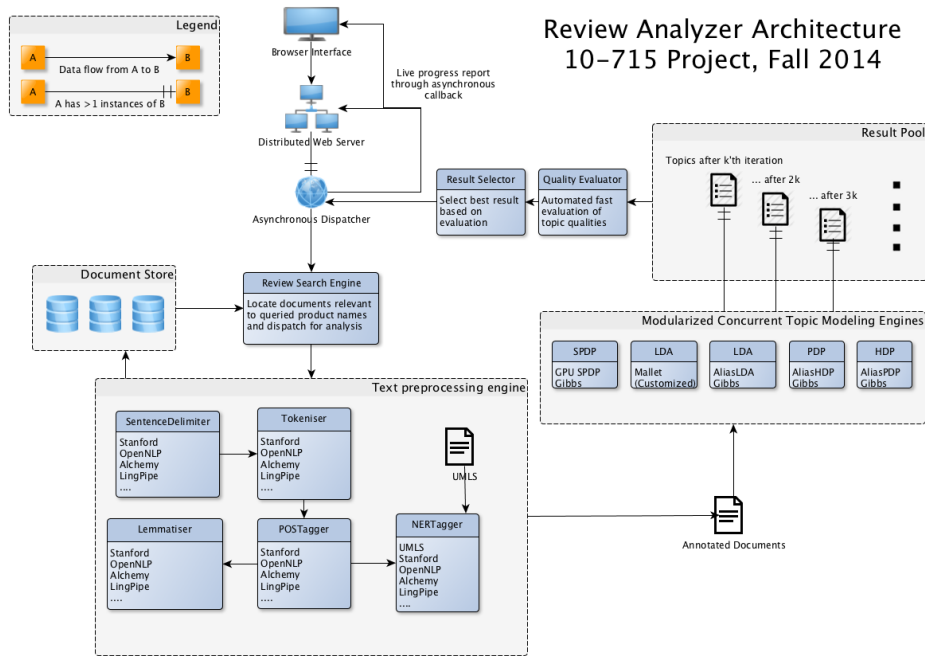 Review Analyzer Architecture
10-715 Project, Fall 2014
Legend
A
B
Data flow from A to B
A
B
A has >1 instances of B
Browser Interface
Live progress report
through asynchronous
callback
Distributed Web Server
Asynchronous Dispatcher
Result Selector
Select best result
based on
evaluation
Quality Evaluator
Automated fast
evaluation of
topic qualities
Result Pool
Topics after k'th iteration
... after 2k
... after 3k
Document Store
Review Search Engine
Locate documents relevant
to queried product names
and dispatch for analysis
Modularized Concurrent Topic Modeling Engines
SPDP
GPU SPDP
Gibbs
LDA
Mallet
(Customized)
LDA
AliasLDA
Gibbs
PDP
AliasHDP
Gibbs
HDP
AliasPDP
Gibbs
Text preprocessing engine
SentenceDelimiter
Stanford
OpenNLP
Alchemy
LingPipe
....
Tokeniser
Stanford
OpenNLP
Alchemy
LingPipe
....
UMLS
Lemmatiser
Stanford
OpenNLP
Alchemy
LingPipe
....
POSTagger
Stanford
OpenNLP
Alchemy
LingPipe
....
NERTagger
UMLS
Stanford
OpenNLP
Alchemy
LingPipe
....
Annotated Documents